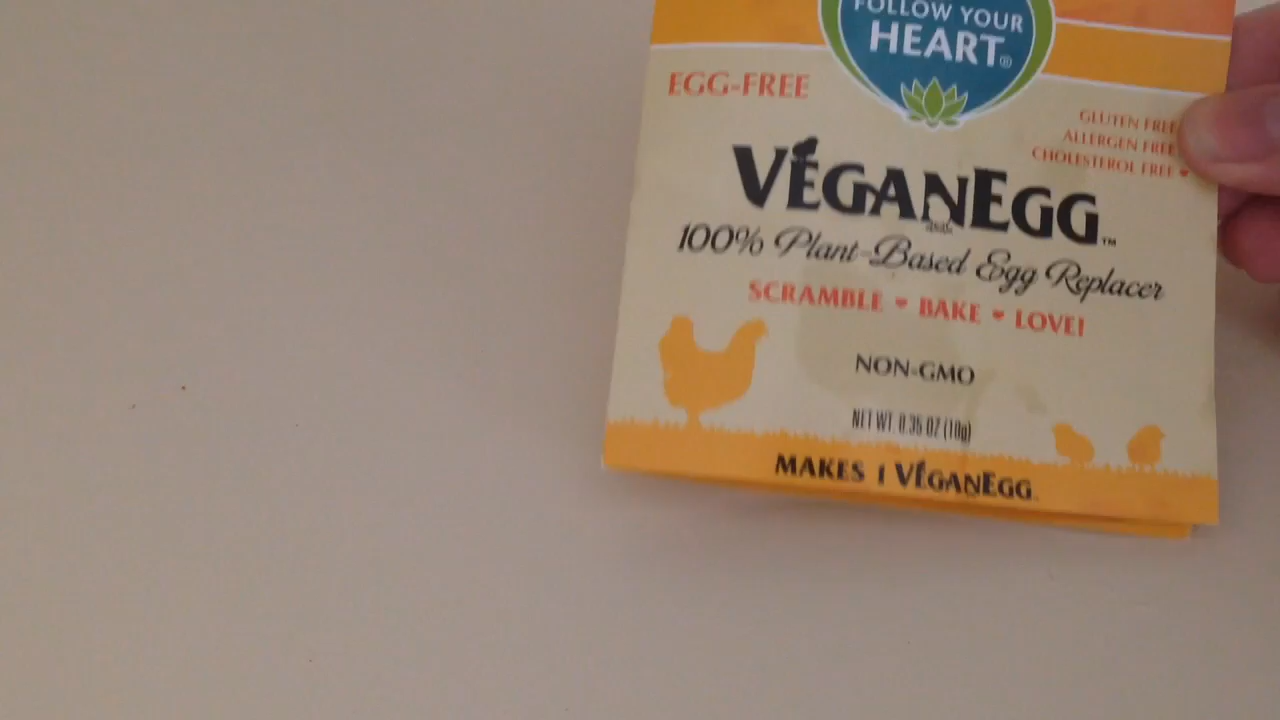 FOLLOW YOUR
HEART®
EGG-FREE
GLUTEN FREE
ALLERGEN FREE
CHOLESTEROL FREE ♥
VÉGANEGG™
100% Plant-Based Egg Replacer
SCRAMBLE ♥ BAKE ♥ LOVE!
NON-GMO
NET WT. 0.35 OZ (10g)
MAKES 1 VÉGANEGG